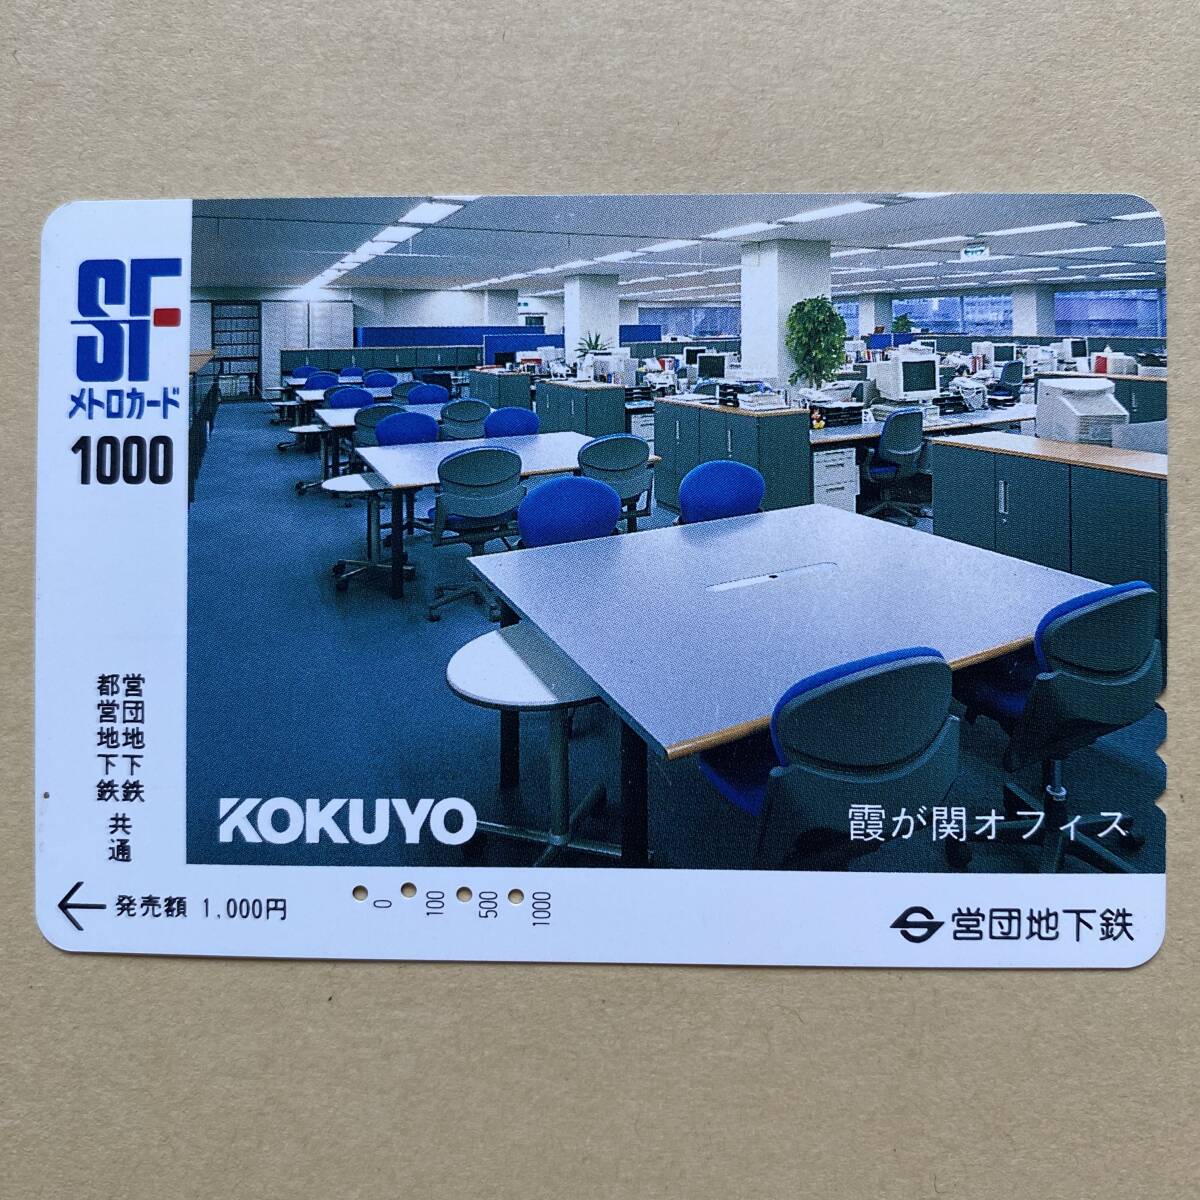 SF
メトロカード
1000
営団地下鉄
都営地下鉄
共通
KOKUYO
霞が関オフィス
← 発売額 1,000円
0
100
500
1000
営団地下鉄